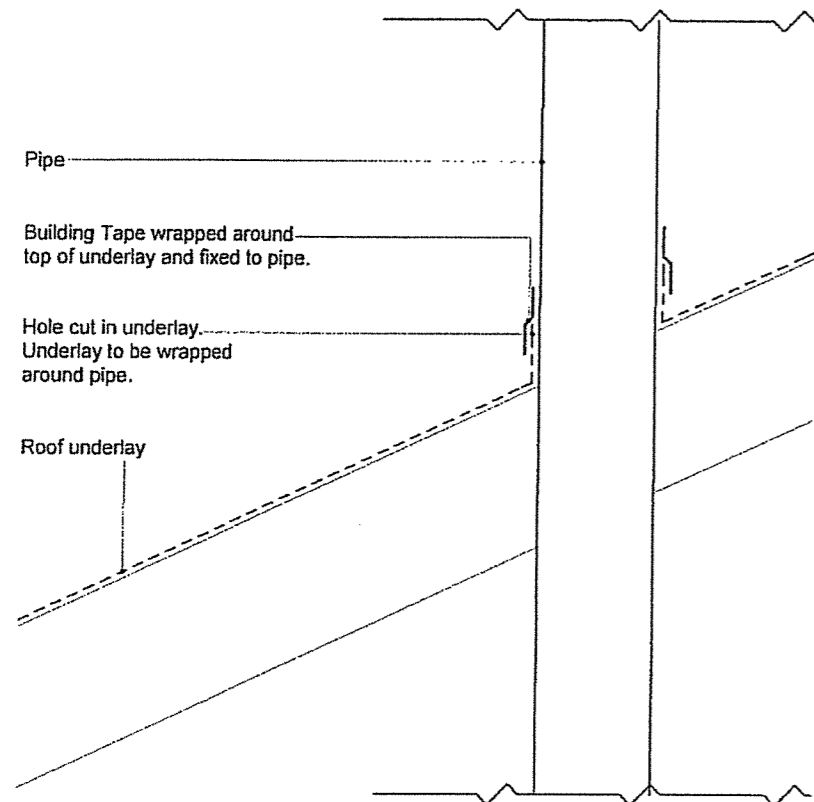 Pipe
Building Tape wrapped around
top of underlay and fixed to pipe.
Hole cut in underlay.
Underlay to be wrapped
around pipe.
Roof underlay